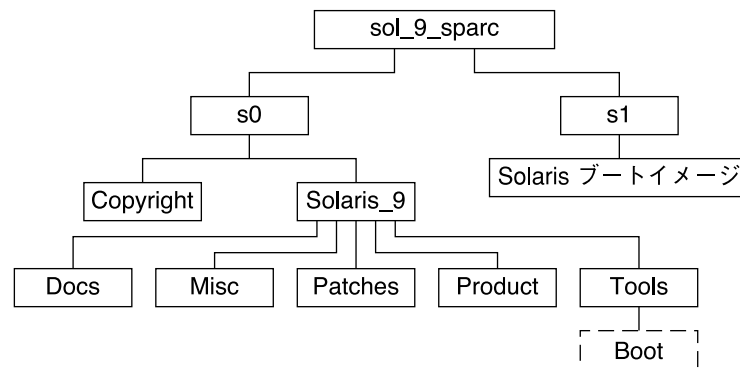 sol_9_sparc
s0
s1
Copyright
Solaris_9
Solaris ブートイメージ
Docs
Misc
Patches
Product
Tools
Boot